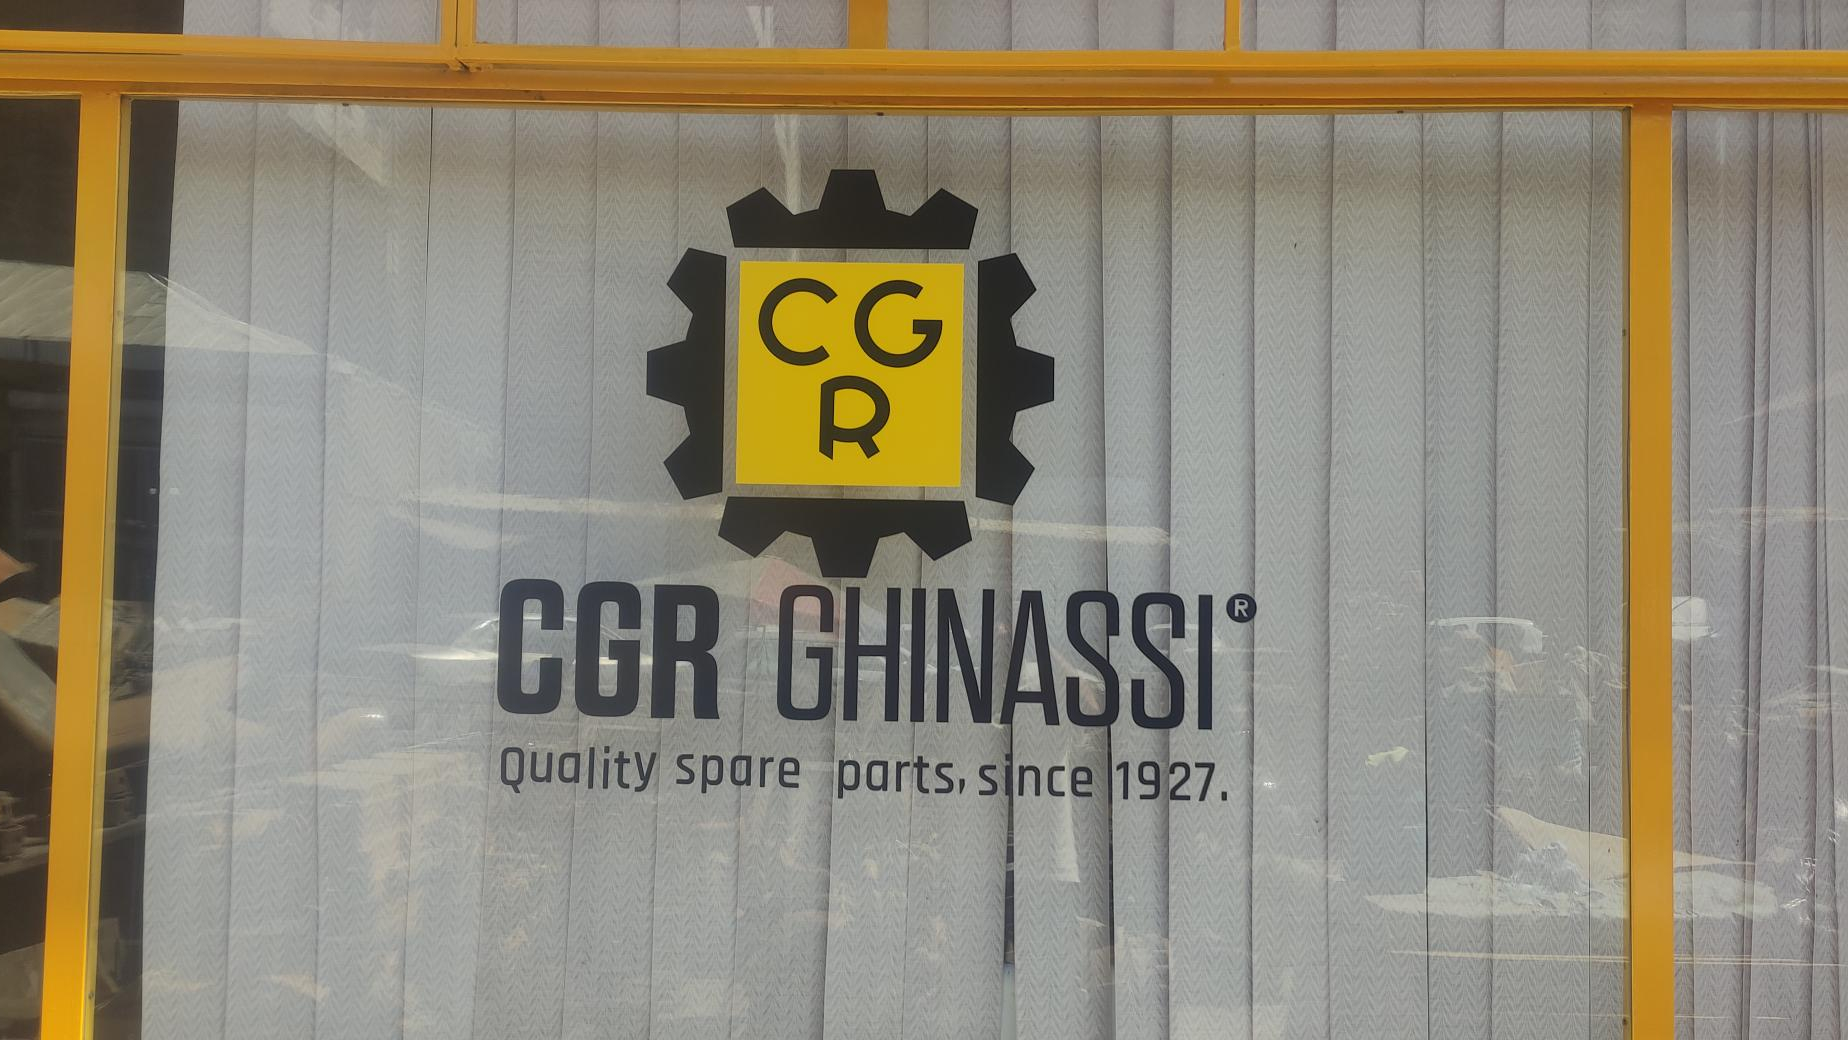 CG
R
CGR GHINASSI®
Quality spare parts, since 1927.